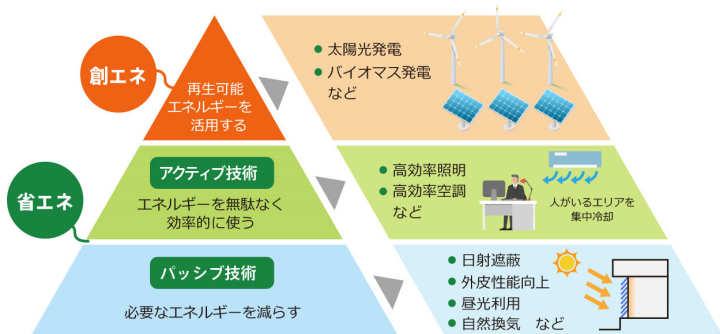 創エネ
再生可能
エネルギーを
活用する
● 太陽光発電
● バイオマス発電
など
省エネ
アクティブ技術
エネルギーを無駄なく
効率的に使う
● 高効率照明
● 高効率空調
など
人がいるエリアを
集中冷却
パッシブ技術
必要なエネルギーを減らす
● 日射遮蔽
● 外皮性能向上
● 昼光利用
● 自然換気 など